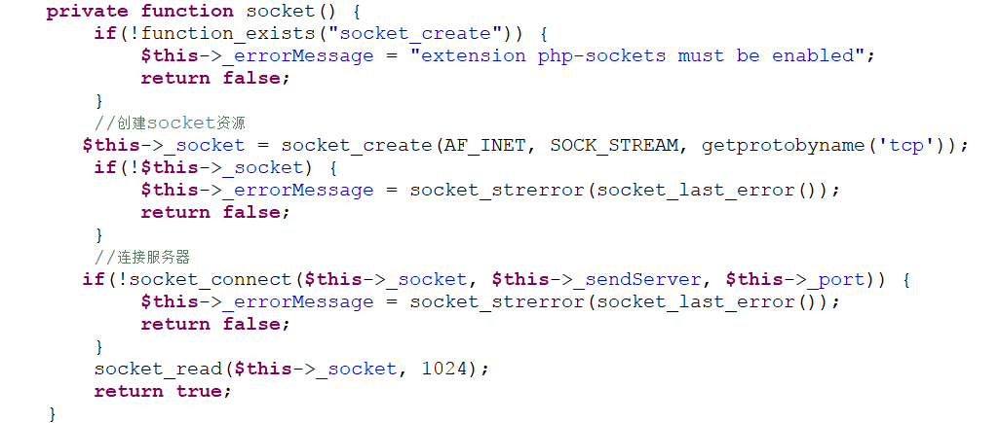 private function socket() {
if(!function_exists("socket_create")) {
$this->_errorMessage = "extension php-sockets must be enabled";
return false;
}
//创建socket资源
$this->_socket = socket_create(AF_INET, SOCK_STREAM, getprotobyname('tcp'));
if(!$this->_socket) {
$this->_errorMessage = socket_strerror(socket_last_error());
return false;
}
//连接服务器
if(!socket_connect($this->_socket, $this->_sendServer, $this->_port)) {
$this->_errorMessage = socket_strerror(socket_last_error());
return false;
}
socket_read($this->_socket, 1024);
return true;
}